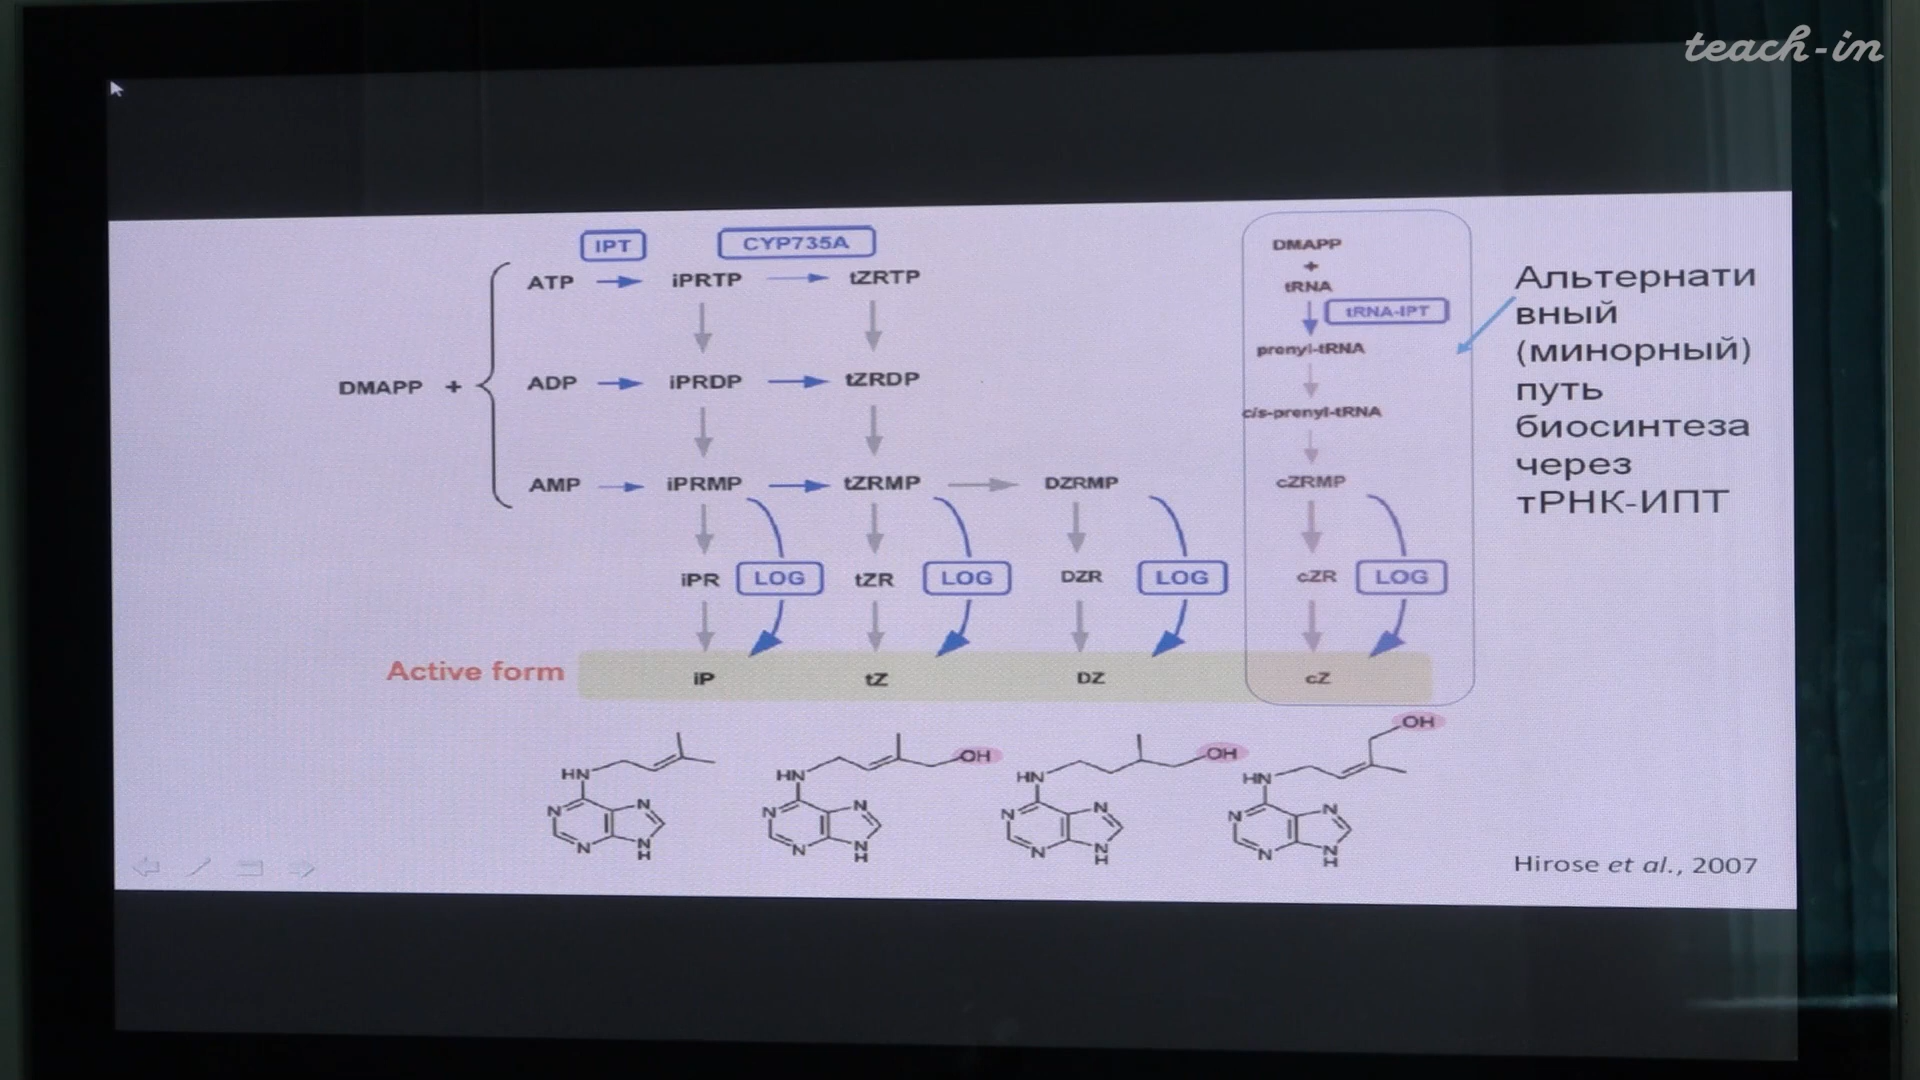 teach-in
IPT
CYP735A
ATP
iPRTP
tZRTP
DMAPP +
ADP
iPRDP
tZRDP
AMP
iPRMP
tZRMP
DZRMP
iPR
LOG
tZR
LOG
DZR
LOG
Active form
iP
tZ
DZ
DMAPP
+
tRNA
tRNA-IPT
prenyl-tRNA
cis-prenyl-tRNA
cZRMP
cZR
LOG
cZ
Альтернати
вный
(минорный)
путь
биосинтеза
через
тРНК-ИПТ
HN
N
N
N
N
H
HN
OH
N
N
N
N
H
HN
OH
N
N
N
N
H
HN
OH
N
N
N
N
H
Hirose et al., 2007